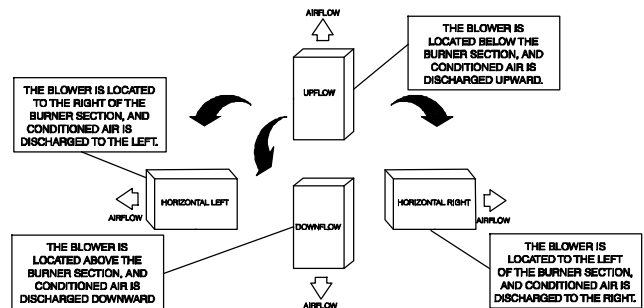 AIRFLOW
THE BLOWER IS
LOCATED BELOW THE
BURNER SECTION, AND
CONDITIONED AIR IS
DISCHARGED UPWARD.
UPFLOW
THE BLOWER IS LOCATED
TO THE RIGHT OF THE
BURNER SECTION, AND
CONDITIONED AIR IS
DISCHARGED TO THE LEFT.
HORIZONTAL LEFT
AIRFLOW
HORIZONTAL RIGHT
AIRFLOW
DOWNFLOW
THE BLOWER IS
LOCATED ABOVE THE
BURNER SECTION, AND
CONDITIONED AIR IS
DISCHARGED DOWNWARD
THE BLOWER IS
LOCATED TO THE LEFT
OF THE BURNER SECTION,
AND CONDITIONED AIR IS
DISCHARGED TO THE RIGHT.
AIRFLOW